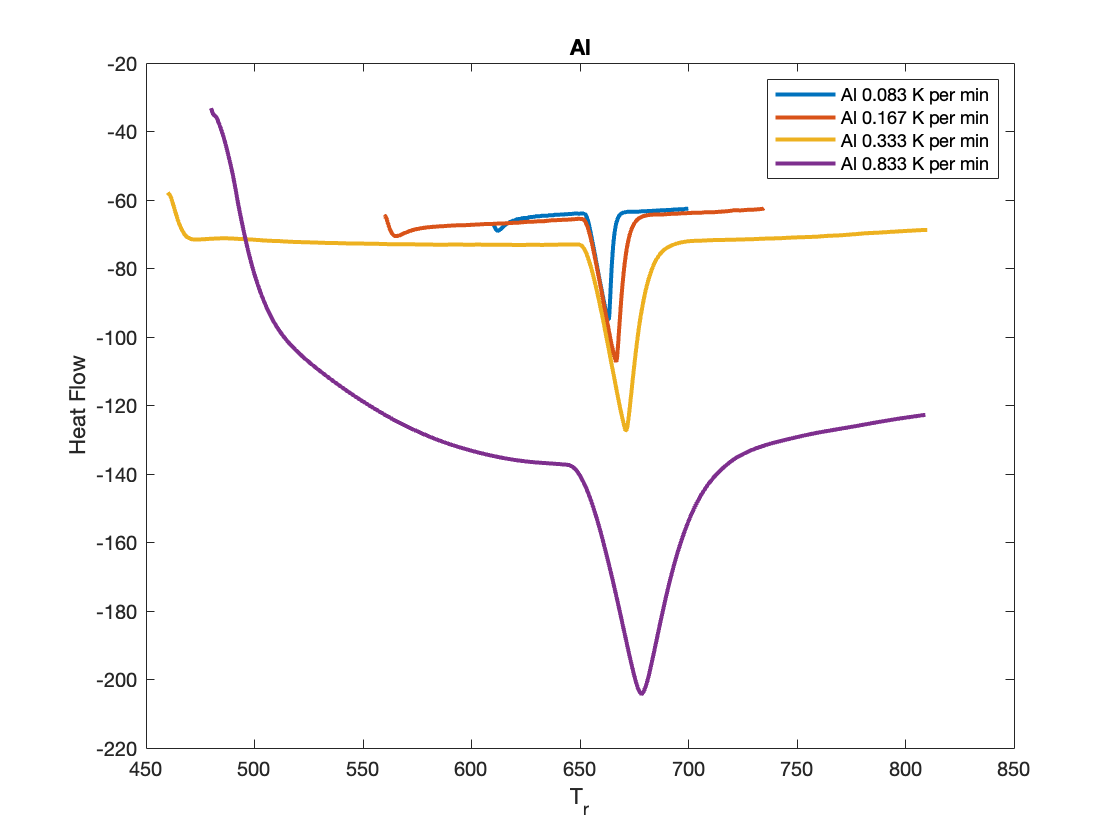 Al
-20
-40
-60
-80
-100
-120
-140
-160
-180
-200
-220
Heat Flow
Al 0.083 K per min
Al 0.167 K per min
Al 0.333 K per min
Al 0.833 K per min
450 500 550 600 650 700 750 800 850
T_r